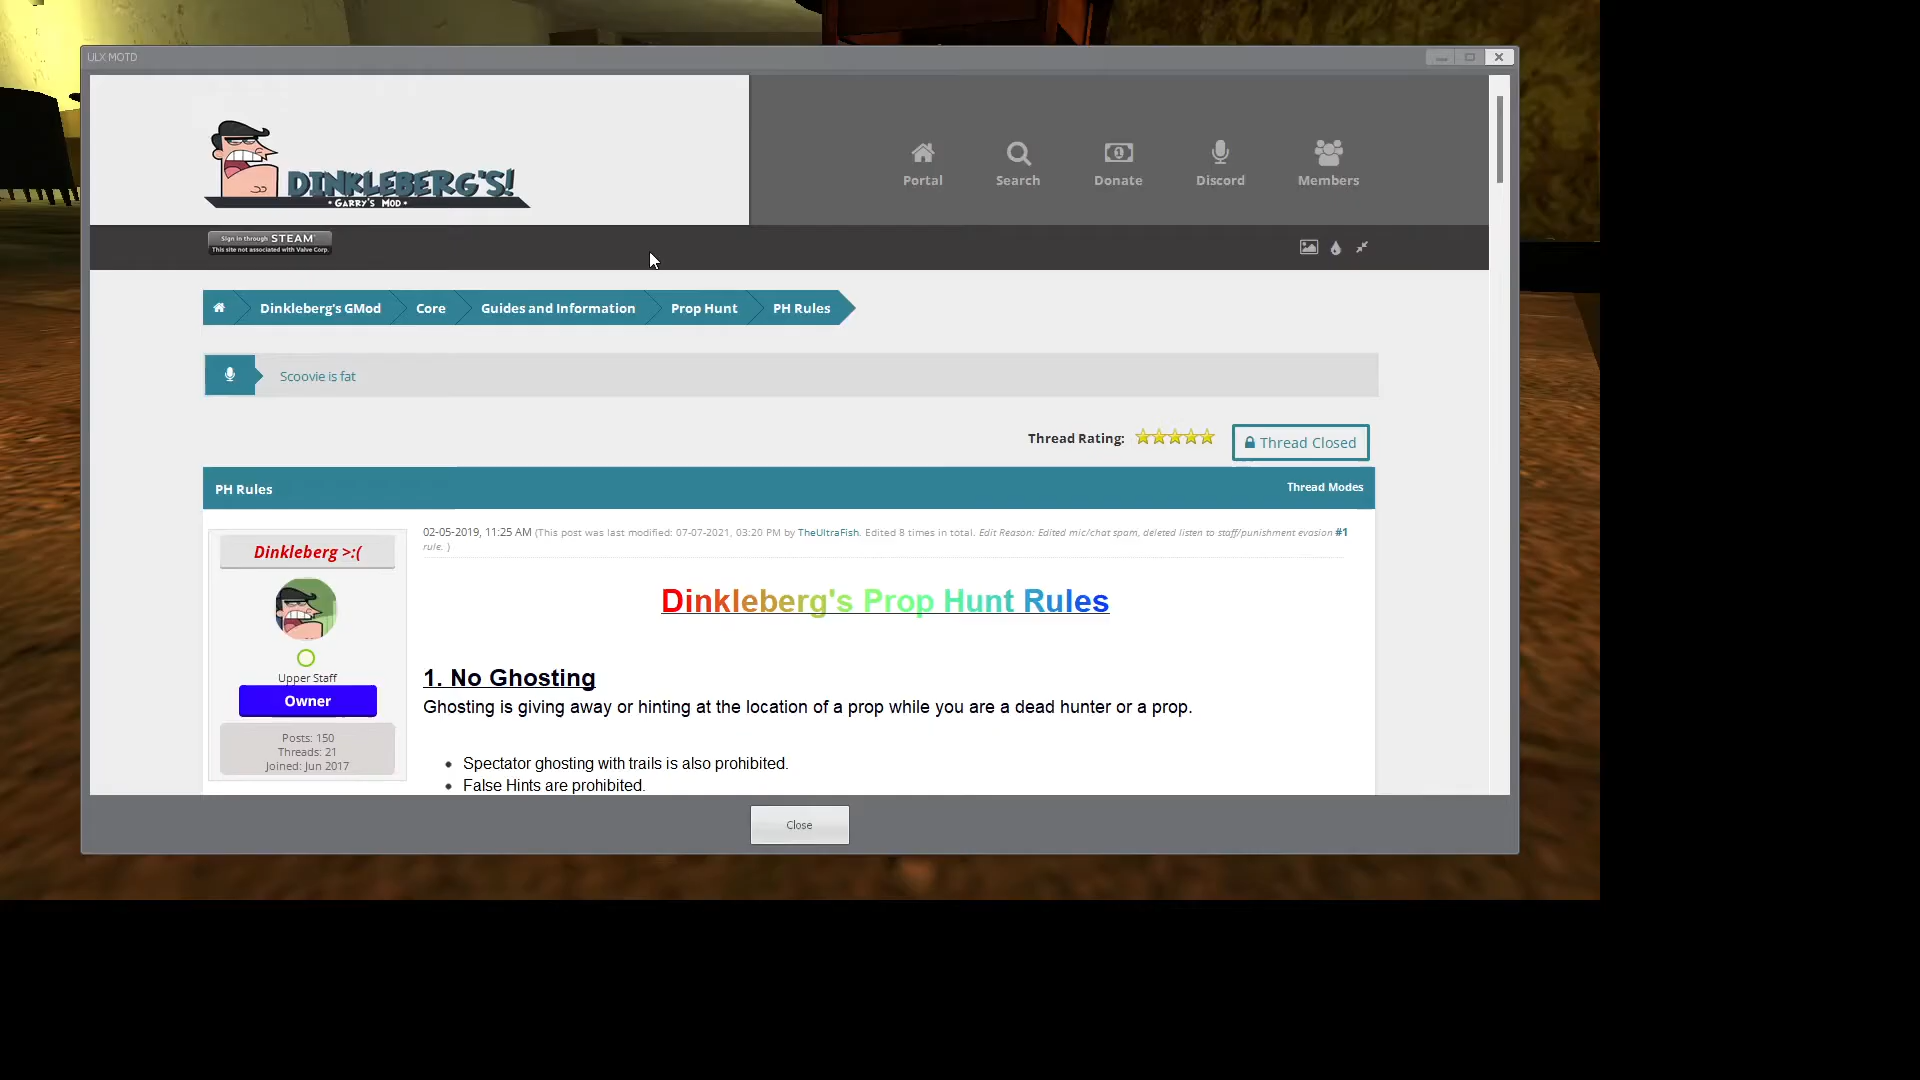 ULX MOTD
DINKLEBERG'S!
• GARRY'S MOD •
Portal
Search
Donate
Discord
Members
Sign in through STEAM®
This site not associated with Valve Corp.
Dinkleberg's GMod
Core
Guides and Information
Prop Hunt
PH Rules
Scoovie is fat
Thread Rating:
Thread Closed
PH Rules
Thread Modes
Dinkleberg >:(
Upper Staff
Owner
Posts: 150
Threads: 21
Joined: Jun 2017
02-05-2019, 11:25 AM (This post was last modified: 07-07-2021, 03:20 PM by TheUltraFish. Edited 8 times in total. Edit Reason: Edited mic/chat spam, deleted listen to staff/punishment evasion #1
rule. )
Dinkleberg's Prop Hunt Rules
1. No Ghosting
Ghosting is giving away or hinting at the location of a prop while you are a dead hunter or a prop.
• Spectator ghosting with trails is also prohibited.
• False Hints are prohibited.
Close